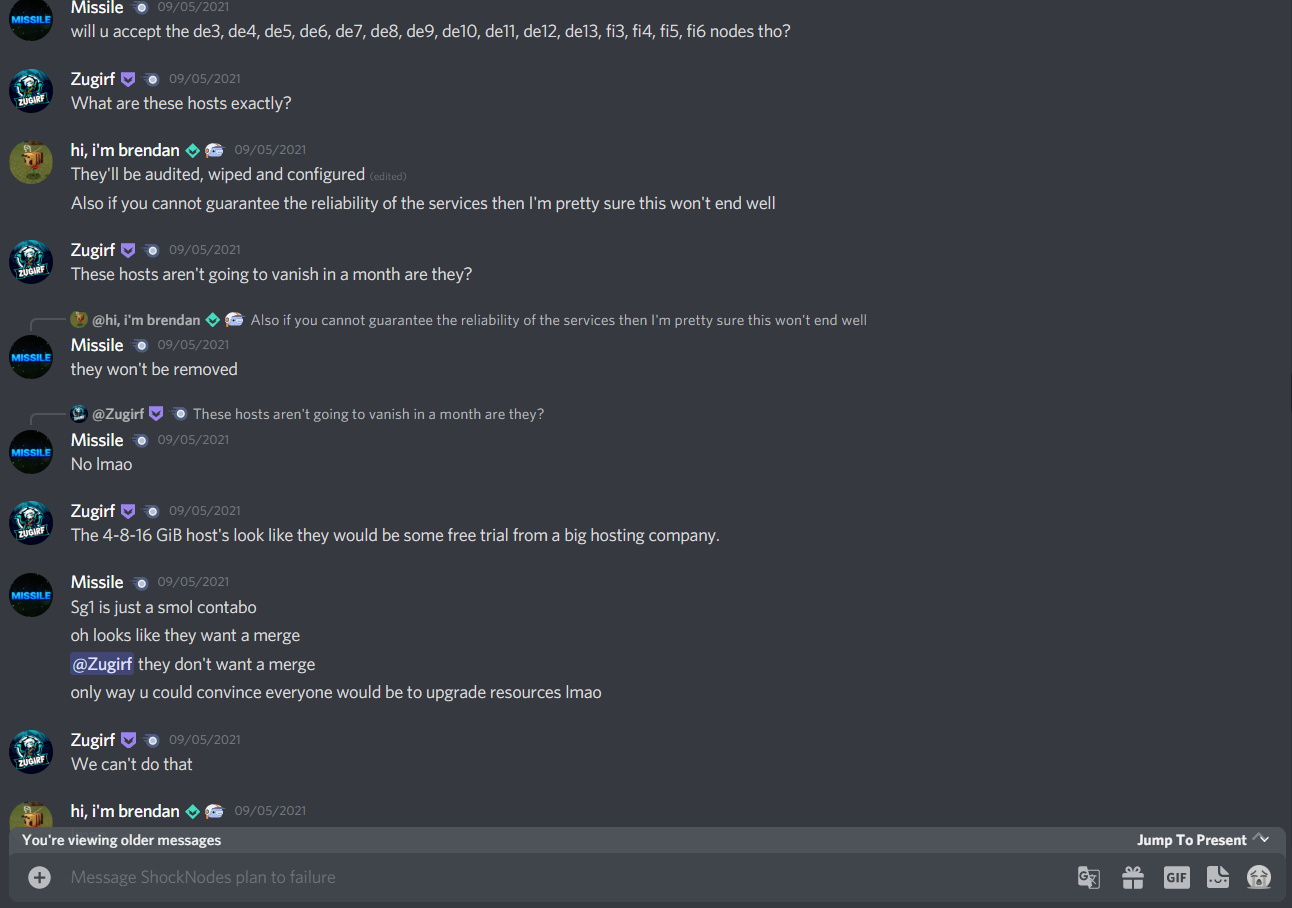 Missile 09/05/2021
MISSILE
will u accept the de3, de4, de5, de6, de7, de8, de9, de10, de11, de12, de13, fi3, fi4, fi5, fi6 nodes tho?
Zugirf 09/05/2021
ZUGIRF
What are these hosts exactly?
hi, i'm brendan 09/05/2021
They'll be audited, wiped and configured (edited)
Also if you cannot guarantee the reliability of the services then I'm pretty sure this won't end well
Zugirf 09/05/2021
ZUGIRF
These hosts aren't going to vanish in a month are they?
@hi, i'm brendan Also if you cannot guarantee the reliability of the services then I'm pretty sure this won't end well
Missile 09/05/2021
MISSILE
they won't be removed
@Zugirf These hosts aren't going to vanish in a month are they?
Missile 09/05/2021
MISSILE
No lmao
Zugirf 09/05/2021
ZUGIRF
The 4-8-16 GiB host's look like they would be some free trial from a big hosting company.
Missile 09/05/2021
MISSILE
Sg1 is just a smol contabo
oh looks like they want a merge
@Zugirf they don't want a merge
only way u could convince everyone would be to upgrade resources lmao
Zugirf 09/05/2021
ZUGIRF
We can't do that
hi, i'm brendan 09/05/2021
You're viewing older messages Jump To Present
Message ShockNodes plan to failure
GIF